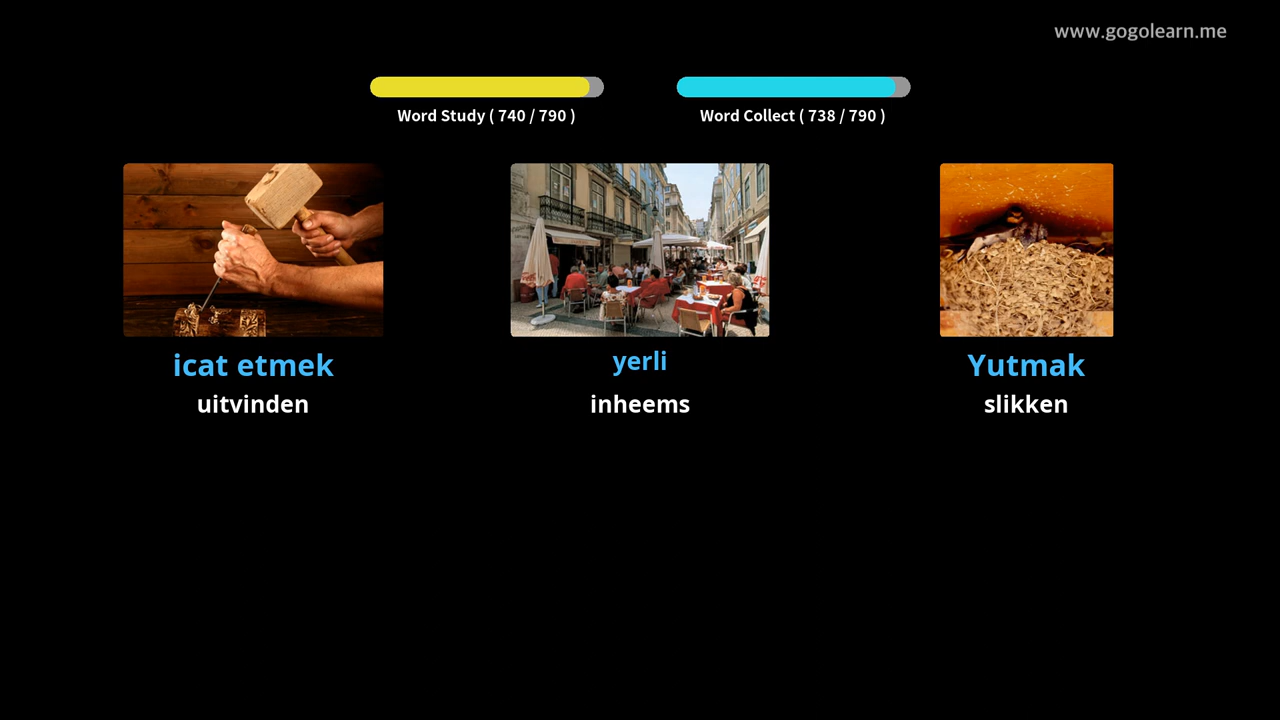 www.gogolearn.me
Word Study ( 740 / 790 )
Word Collect ( 738 / 790 )
icat etmek
yerli
Yutmak
uitvinden
inheems
slikken